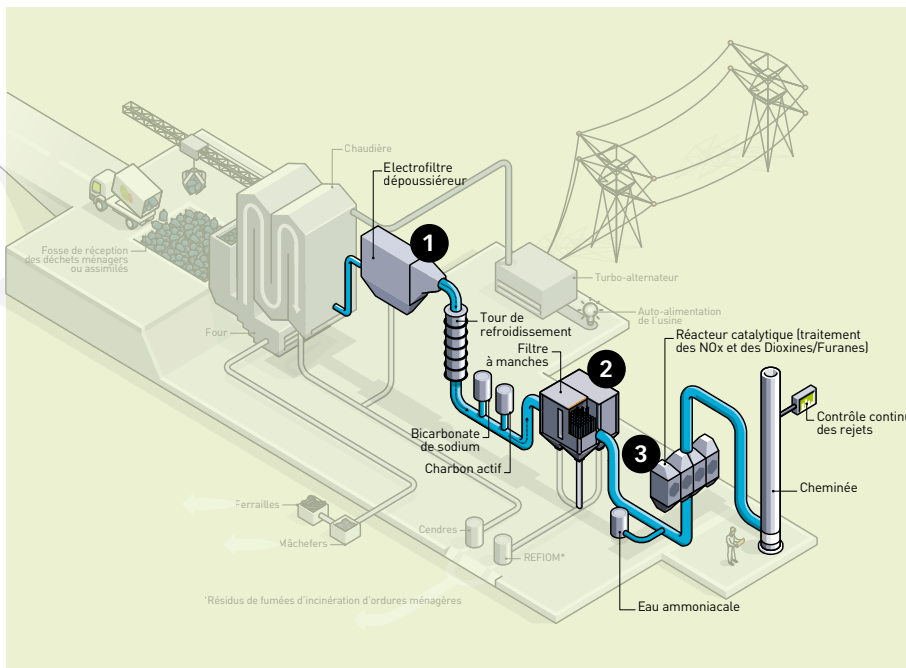 Chaudière
Electrofiltre
dépoussiéreur
1
Fosse de réception
des déchets ménagers
ou assimilés
Turbo-alternateur
Auto-alimentation
de l'usine
Four
Tour de
refroidissement
Réacteur catalytique (traitement
des NOx et des Dioxines/Furanes)
Filtre
à manches
2
Contrôle continu
des rejets
Bicarbonate
de sodium
3
Charbon actif
Cheminée
Ferrailles
Cendres
Mâchefers
REFIOM*
*Résidus de fumées d'incinération d'ordures ménagères
Eau ammoniacale